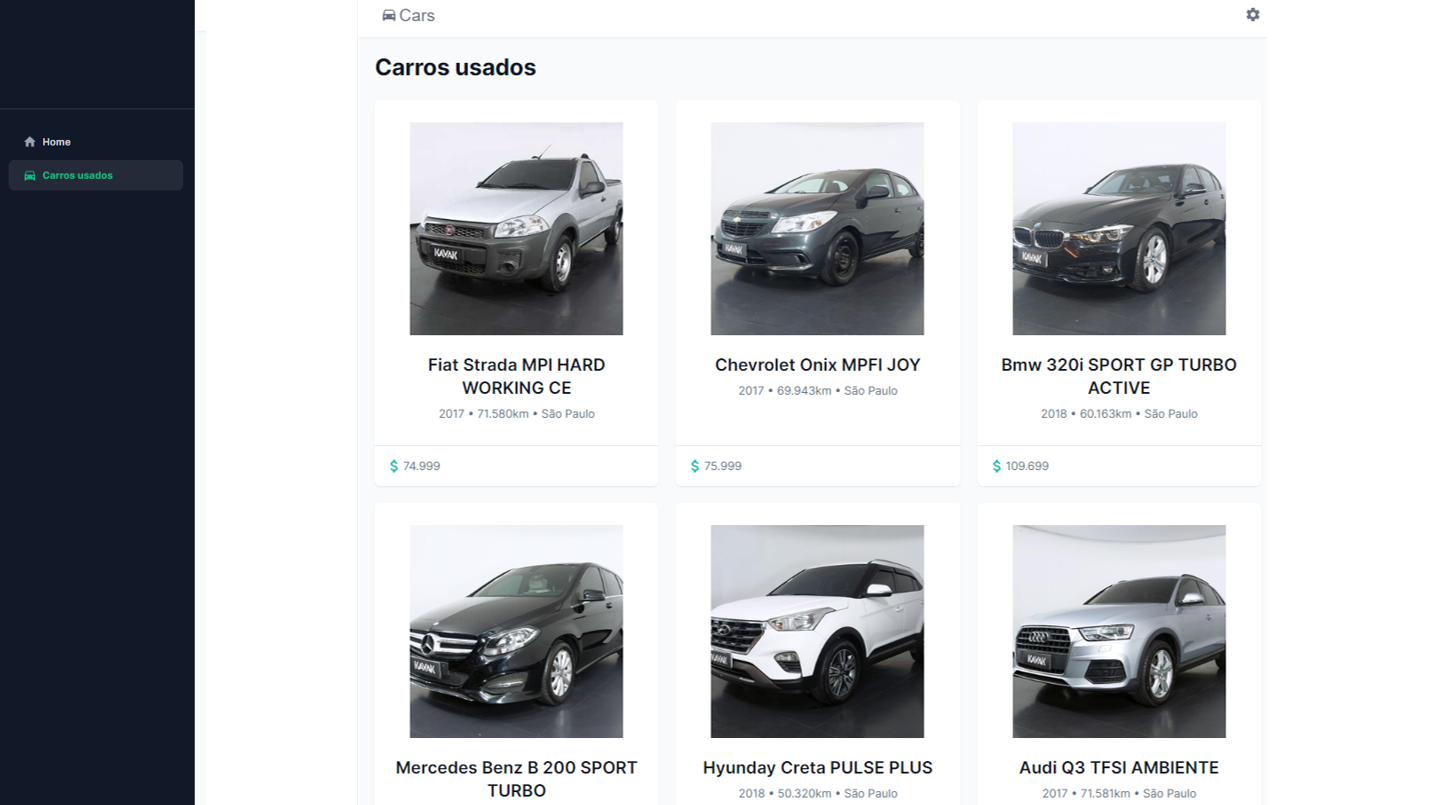 Cars
Home
Carros usados
Carros usados
KAVAK
KAVAK
KAVAK
Fiat Strada MPI HARD
WORKING CE
2017 • 71.580km • São Paulo
$ 74.999
Chevrolet Onix MPFI JOY
2017 • 69.943km • São Paulo
$ 75.999
Bmw 320i SPORT GP TURBO
ACTIVE
2018 • 60.163km • São Paulo
$ 109.699
KAVAK
KAVAK
KAVAK
Mercedes Benz B 200 SPORT
TURBO
Hyunday Creta PULSE PLUS
2018 • 50.320km • São Paulo
Audi Q3 TFSI AMBIENTE
2017 • 71.581km • São Paulo